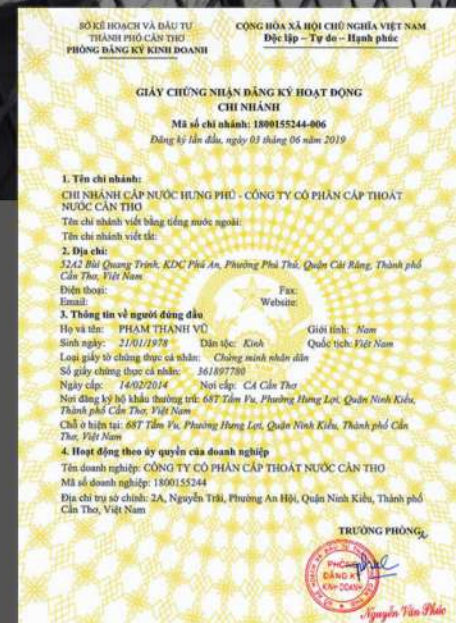 SỞ KẾ HOẠCH VÀ ĐẦU TƯ
THÀNH PHỐ CẦN THƠ
PHÒNG ĐĂNG KÝ KINH DOANH
CỘNG HÒA XÃ HỘI CHỦ NGHĨA VIỆT NAM
Độc lập – Tự do – Hạnh phúc
GIẤY CHỨNG NHẬN ĐĂNG KÝ HOẠT ĐỘNG
CHI NHÁNH
Mã số chi nhánh: 1800155244-006
Đăng ký lần đầu, ngày 03 tháng 06 năm 2019
1. Tên chi nhánh:
CHI NHÁNH CẤP NƯỚC HƯNG PHÚ - CÔNG TY CỔ PHẦN CẤP THOÁT
NƯỚC CẦN THƠ
Tên chi nhánh viết bằng tiếng nước ngoài:
Tên chi nhánh viết tắt:
2. Địa chỉ:
52A2 Bùi Quang Trinh, KDC Phú An, Phường Phú Thứ, Quận Cái Răng, Thành phố
Cần Thơ, Việt Nam
Điện thoại: Fax:
Email: Website:
3. Thông tin về người đứng đầu
Họ và tên: PHẠM THANH VŨ Giới tính: Nam
Sinh ngày: 21/01/1978 Dân tộc: Kinh Quốc tịch: Việt Nam
Loại giấy tờ chứng thực cá nhân: Chứng minh nhân dân
Số giấy chứng thực cá nhân: 361897780
Ngày cấp: 14/02/2014 Nơi cấp: CA Cần Thơ
Nơi đăng ký hộ khẩu thường trú: 68T Tầm Vu, Phường Hưng Lợi, Quận Ninh Kiều,
Thành phố Cần Thơ, Việt Nam
Chỗ ở hiện tại: 68T Tầm Vu, Phường Hưng Lợi, Quận Ninh Kiều, Thành phố Cần
Thơ, Việt Nam
4. Hoạt động theo ủy quyền của doanh nghiệp
Tên doanh nghiệp: CÔNG TY CỔ PHẦN CẤP THOÁT NƯỚC CẦN THƠ
Mã số doanh nghiệp: 1800155244
Địa chỉ trụ sở chính: 2A, Nguyễn Trãi, Phường An Hội, Quận Ninh Kiều, Thành phố
Cần Thơ, Việt Nam
TRƯỞNG PHÒNG
PHÒNG
ĐĂNG KÝ
KINH DOANH
Nguyễn Văn Phúc